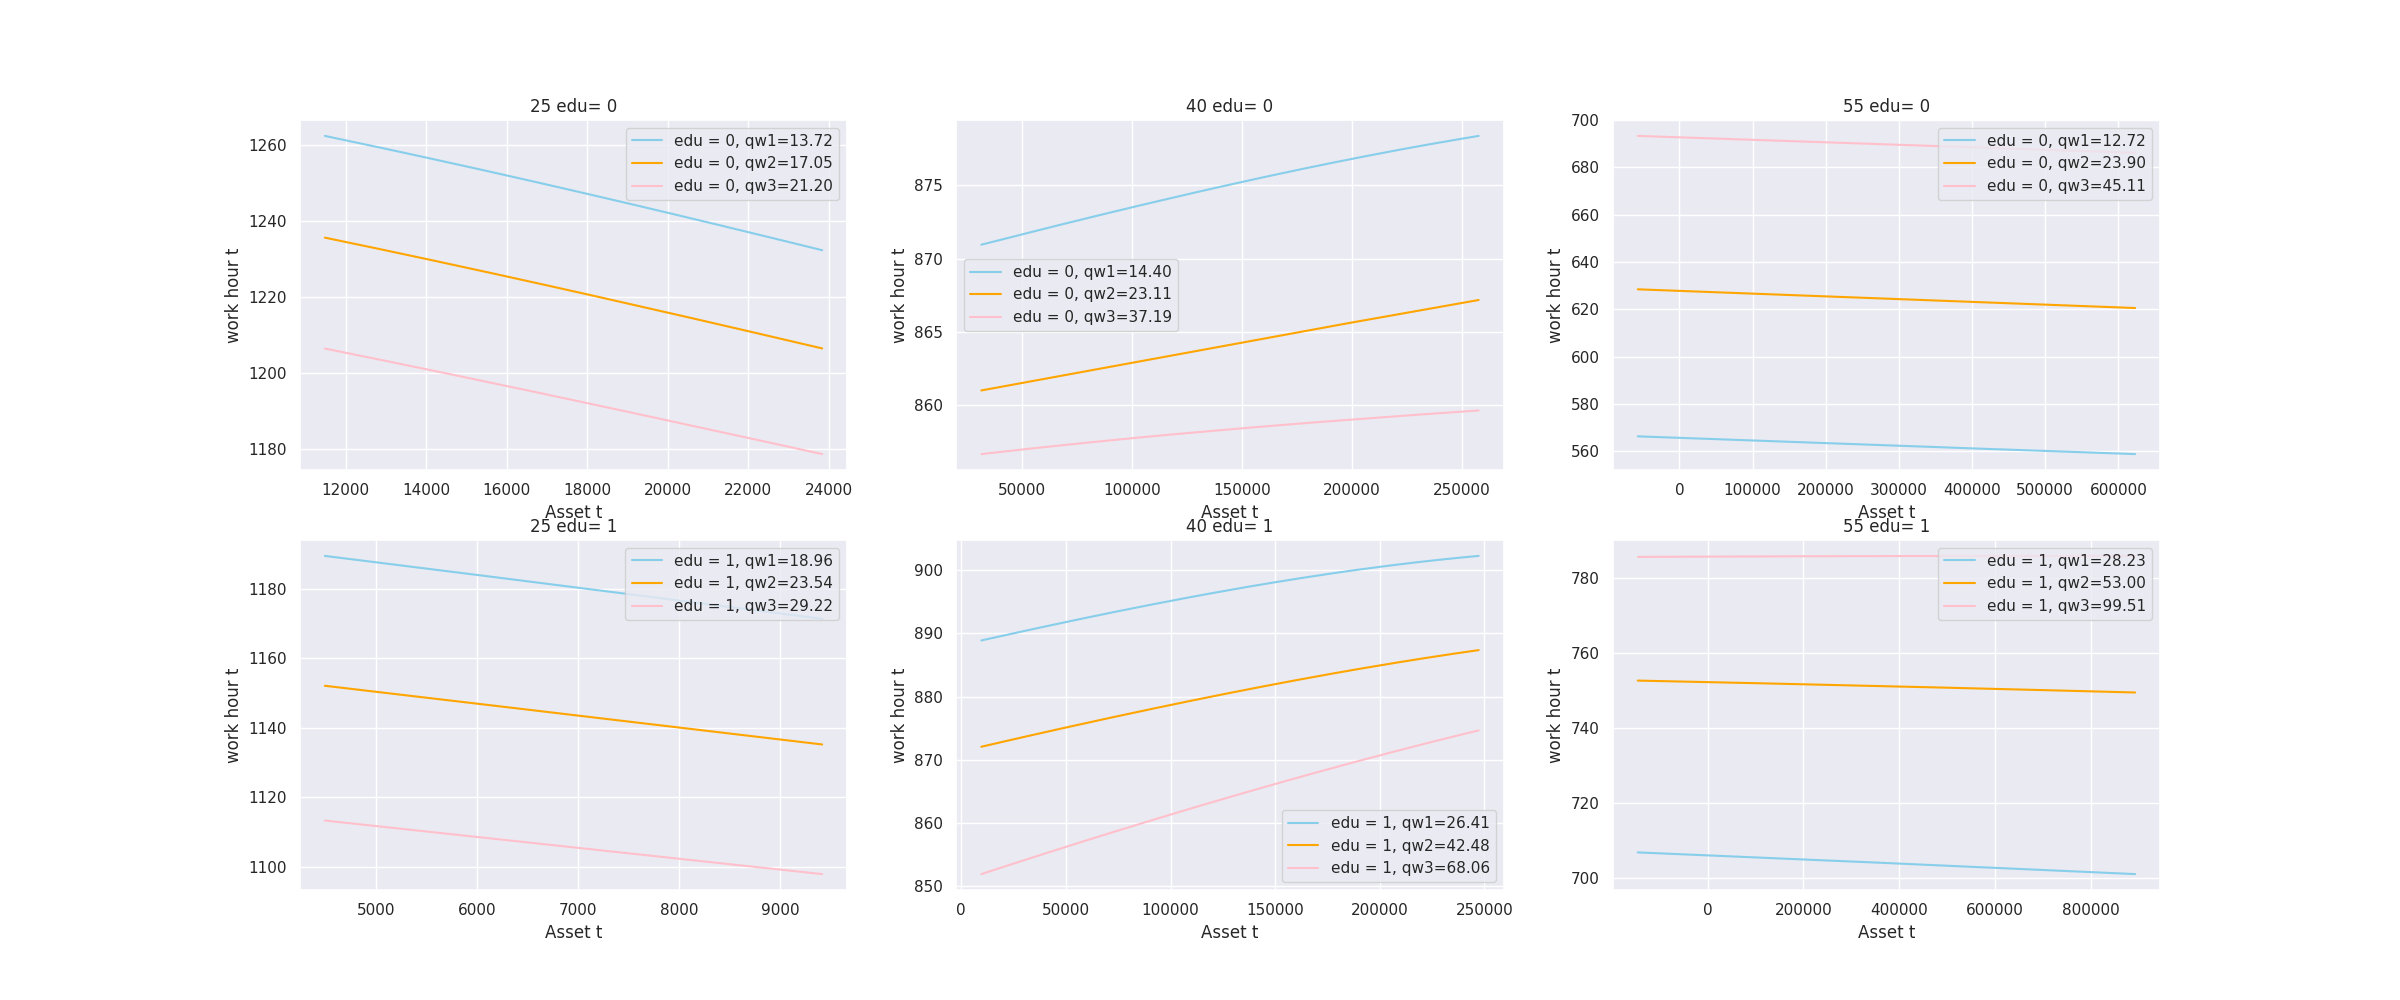 25 edu= 0
1260
1240
1220
1200
1180
work hour t
edu = 0, qw1=13.72
edu = 0, qw2=17.05
edu = 0, qw3=21.20
12000 14000 16000 18000 20000 22000 24000
Asset t
40 edu= 0
875
870
865
860
work hour t
edu = 0, qw1=14.40
edu = 0, qw2=23.11
edu = 0, qw3=37.19
50000 100000 150000 200000 250000
Asset t
55 edu= 0
700
680
660
640
620
600
580
560
work hour t
edu = 0, qw1=12.72
edu = 0, qw2=23.90
edu = 0, qw3=45.11
0 100000 200000 300000 400000 500000 600000
Asset t
25 edu= 1
1180
1160
1140
1120
1100
work hour t
edu = 1, qw1=18.96
edu = 1, qw2=23.54
edu = 1, qw3=29.22
5000 6000 7000 8000 9000
Asset t
40 edu= 1
900
890
880
870
860
850
work hour t
edu = 1, qw1=26.41
edu = 1, qw2=42.48
edu = 1, qw3=68.06
0 50000 100000 150000 200000 250000
Asset t
55 edu= 1
780
760
740
720
700
work hour t
edu = 1, qw1=28.23
edu = 1, qw2=53.00
edu = 1, qw3=99.51
0 200000 400000 600000 800000
Asset t